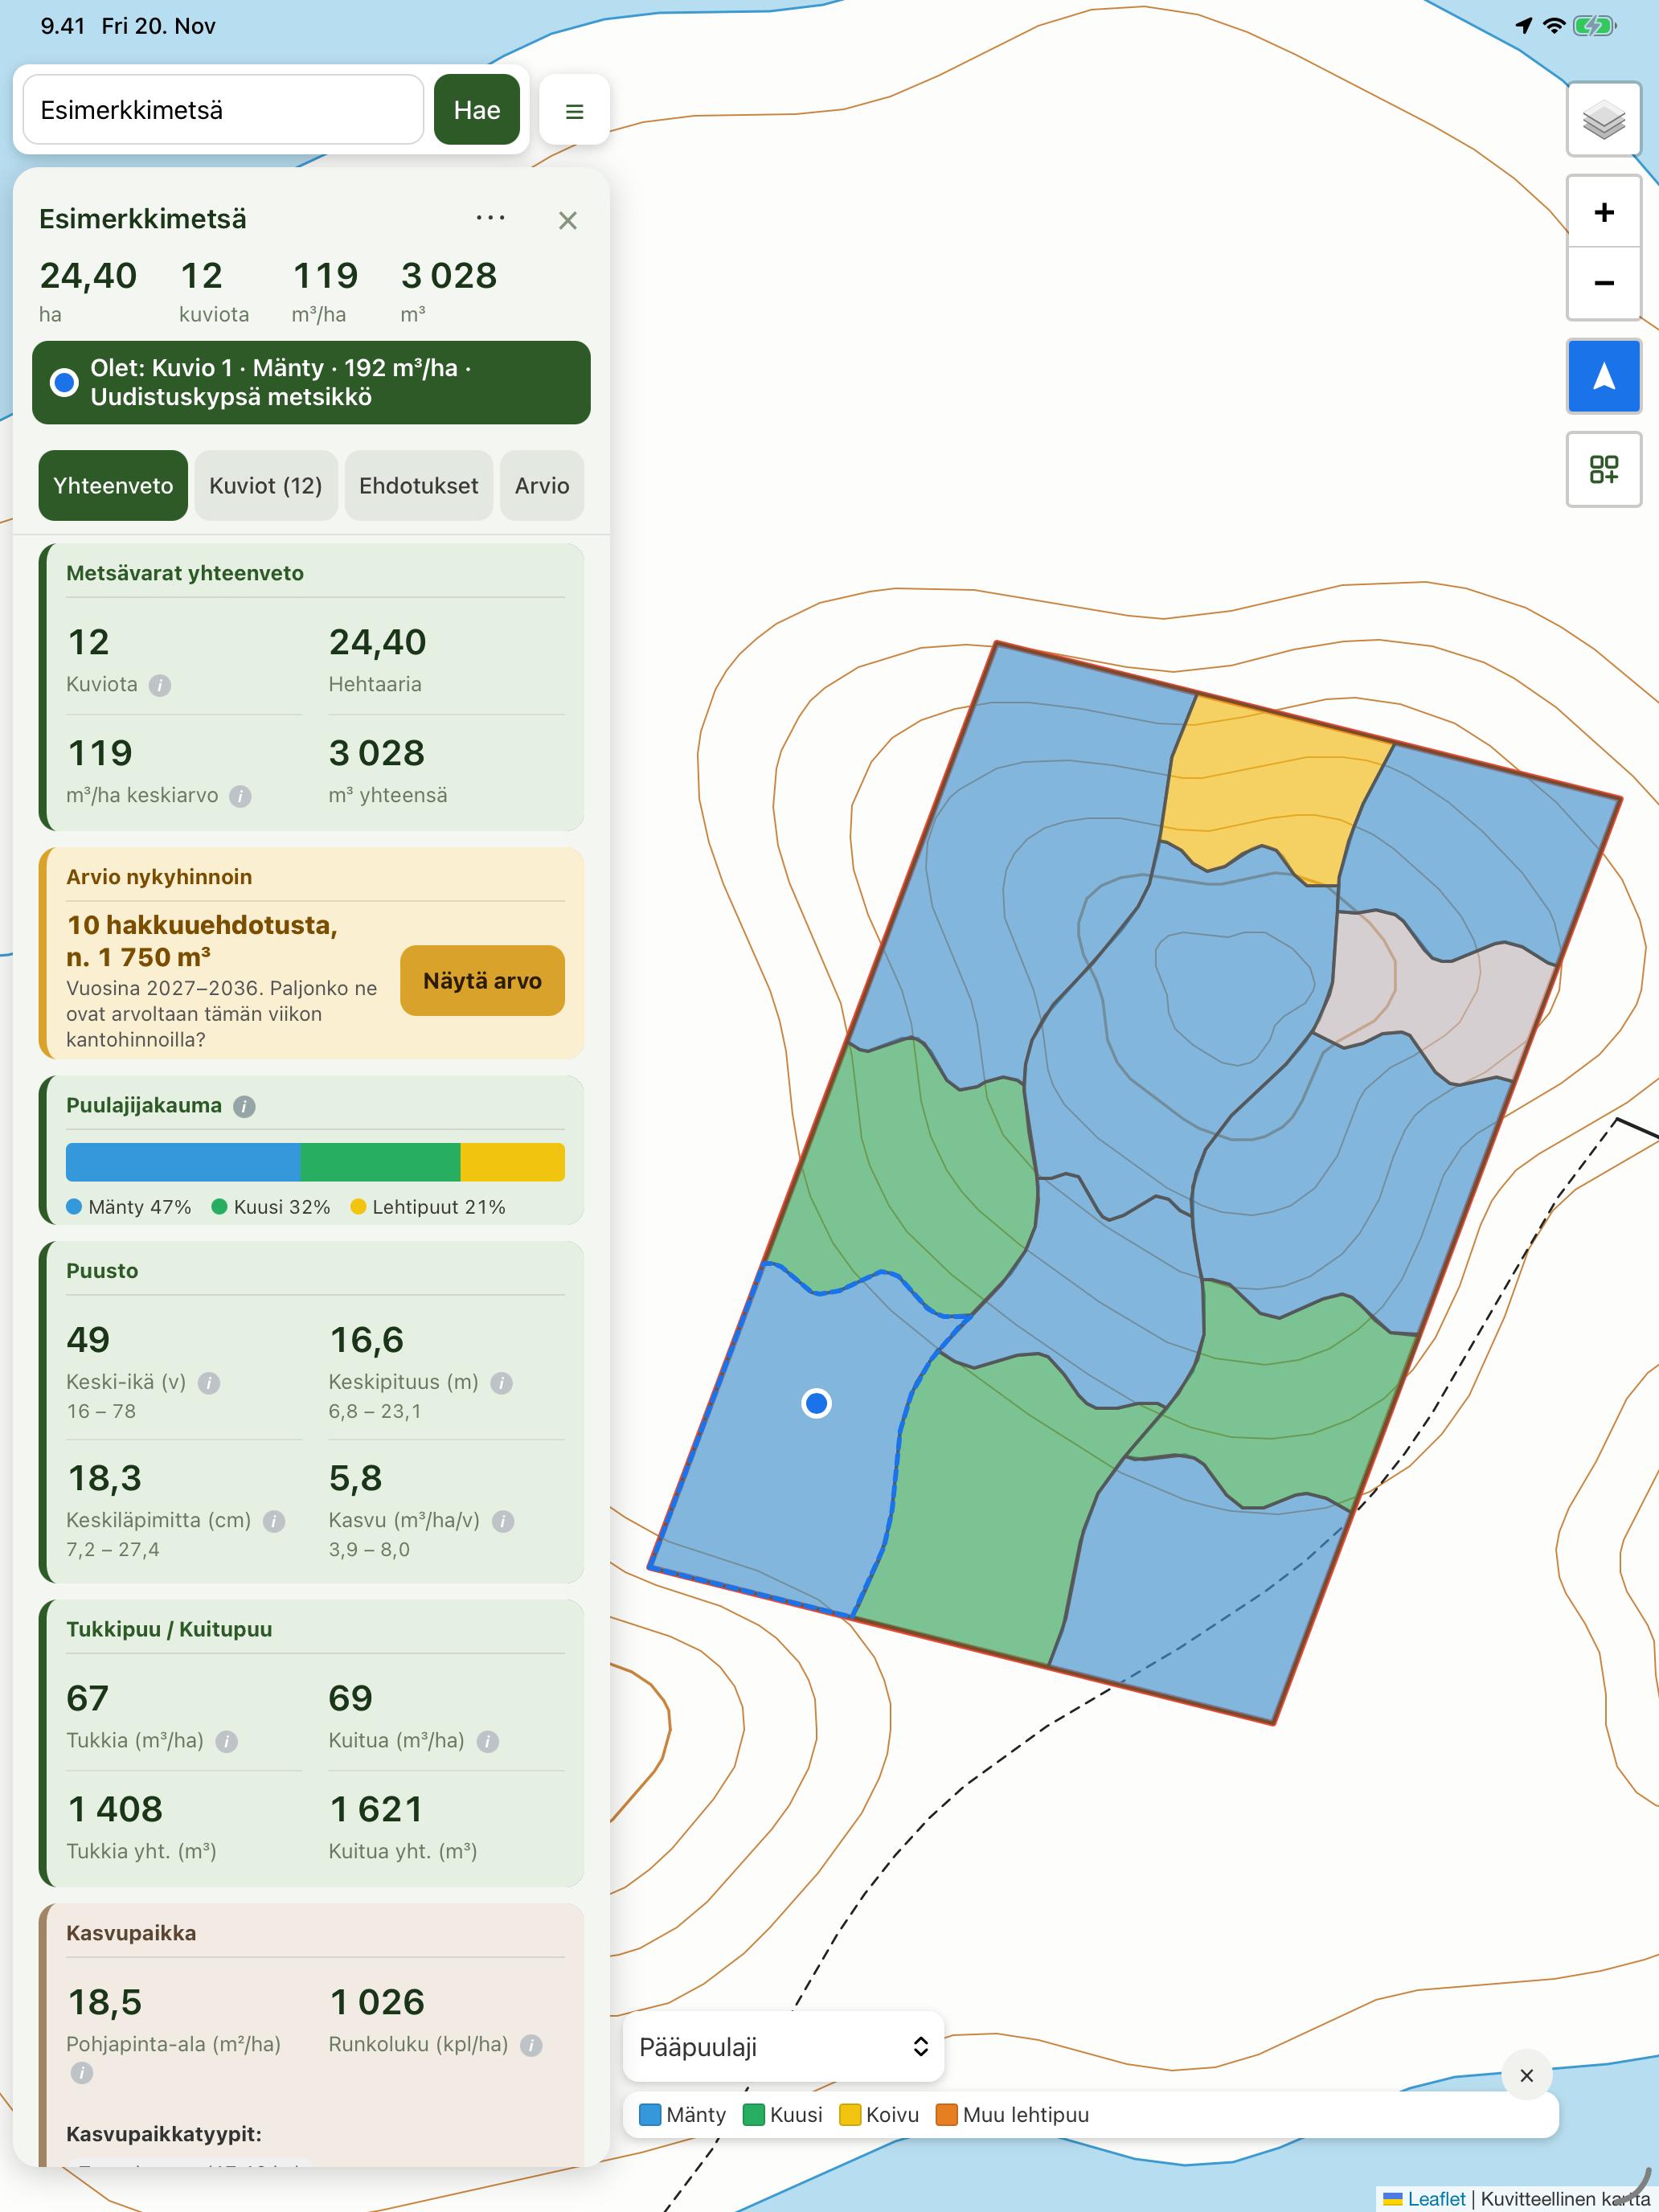 9.41 Fri 20. Nov
Esimerkkimetsä
Hae
Esimerkkimetsä
24,40 12 119 3 028
ha kuviota m³/ha m³
Olet: Kuvio 1 · Mänty · 192 m³/ha ·
Uudistuskypsä metsikkö
Yhteenveto Kuviot (12) Ehdotukset Arvio
Metsävarat yhteenveto
12 24,40
Kuviota i Hehtaaria
119 3 028
m³/ha keskiarvo i m³ yhteensä
Arvio nykyhinnoin
10 hakkuuehdotusta,
n. 1 750 m³
Vuosina 2027–2036. Paljonko ne
ovat arvoltaan tämän viikon
kantohinnoilla?
Näytä arvo
Puulajijakauma i
Mänty 47% Kuusi 32% Lehtipuut 21%
Puusto
49 16,6
Keski-ikä (v) i Keskipituus (m) i
16 – 78 6,8 – 23,1
18,3 5,8
Keskiläpimitta (cm) i Kasvu (m³/ha/v) i
7,2 – 27,4 3,9 – 8,0
Tukkipuu / Kuitupuu
67 69
Tukkia (m³/ha) i Kuitua (m³/ha) i
1 408 1 621
Tukkia yht. (m³) Kuitua yht. (m³)
Kasvupaikka
18,5 1 026
Pohjapinta-ala (m²/ha) Runkoluku (kpl/ha) i
i
Kasvupaikkatyypit:
Pääpuulaji
Mänty Kuusi Koivu Muu lehtipuu
Leaflet | Kuvitteellinen kartta